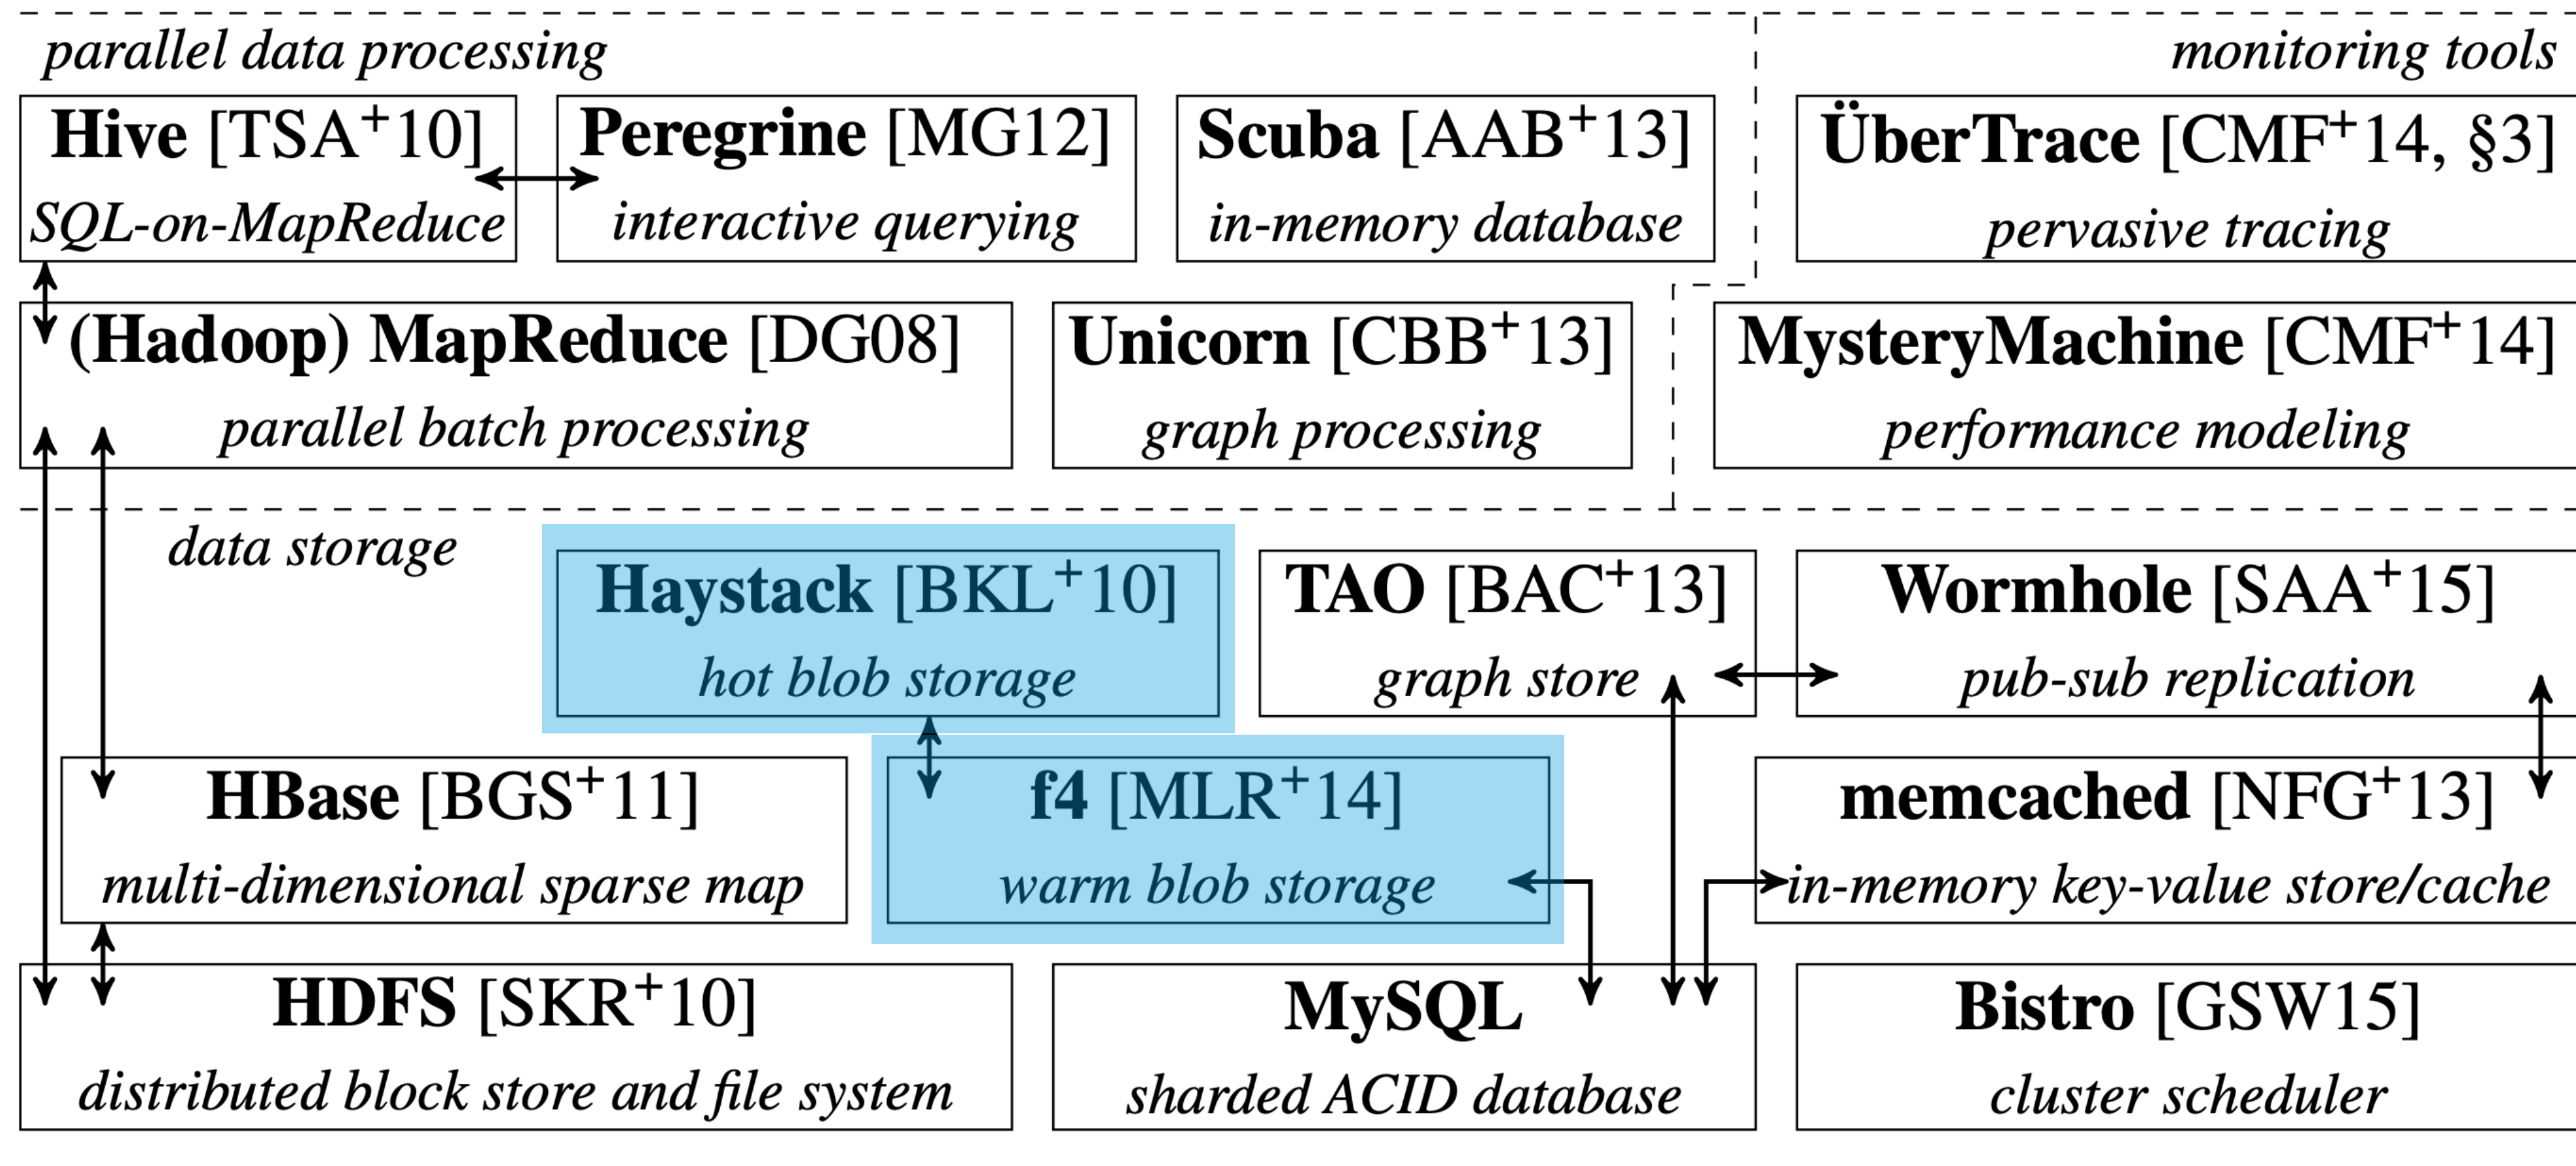 parallel data processing
monitoring tools
Hive [TSA+10]
SQL-on-MapReduce
Peregrine [MG12]
interactive querying
Scuba [AAB+13]
in-memory database
ÜberTrace [CMF+14, §3]
pervasive tracing
(Hadoop) MapReduce [DG08]
parallel batch processing
Unicorn [CBB+13]
graph processing
MysteryMachine [CMF+14]
performance modeling
data storage
Haystack [BKL+10]
hot blob storage
TAO [BAC+13]
graph store
Wormhole [SAA+15]
pub-sub replication
HBase [BGS+11]
multi-dimensional sparse map
f4 [MLR+14]
warm blob storage
memcached [NFG+13]
in-memory key-value store/cache
HDFS [SKR+10]
distributed block store and file system
MySQL
sharded ACID database
Bistro [GSW15]
cluster scheduler